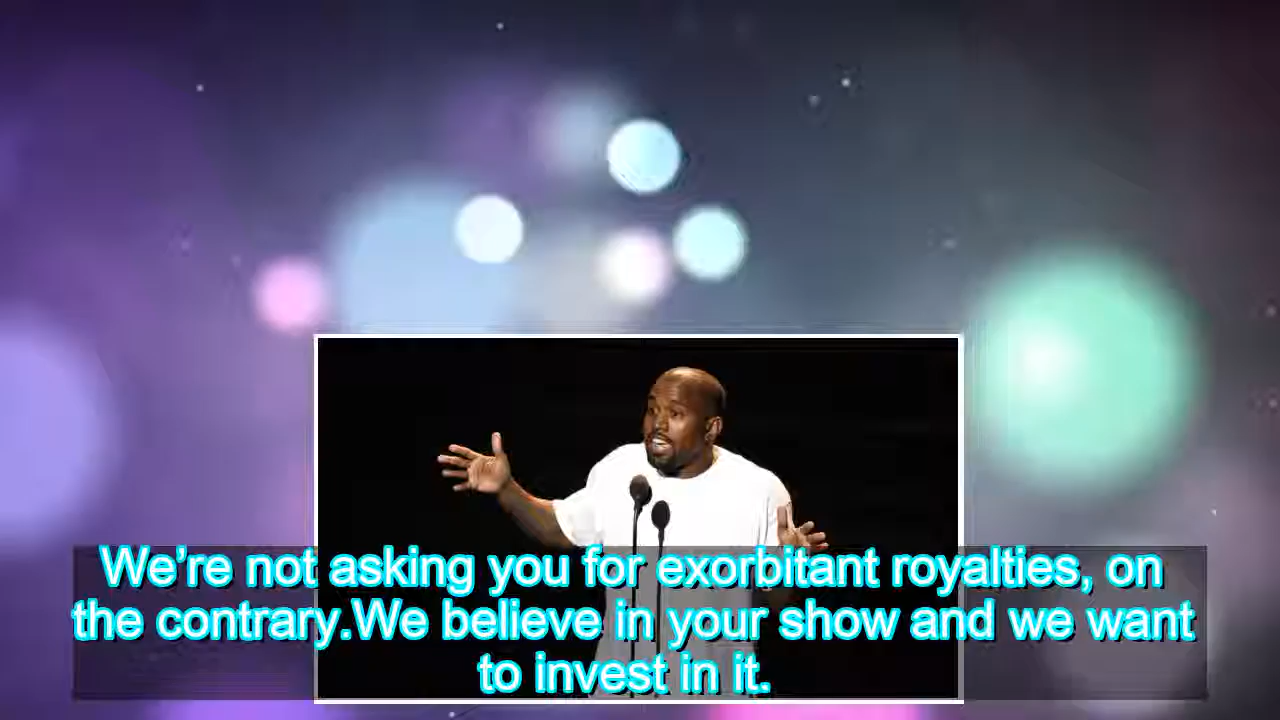 We're not asking you for exorbitant royalties, on
the contrary.We believe in your show and we want
to invest in it.